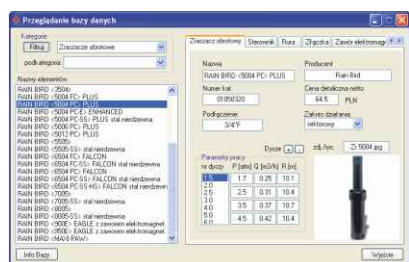 Przeglądanie bazy danych
Kategorie
Filtruj
Zraszacze obrotowe
podkategoria:
Nazwy elementów
RAIN BIRD <3504>
RAIN BIRD <5004 PC> PLUS
RAIN BIRD <5004 PC> PLUS
RAIN BIRD <5004 PC-E> ENHANCED
RAIN BIRD <5004 PC-SS> PLUS stal nierdzewna
RAIN BIRD <5006 PC> PLUS
RAIN BIRD <5012 PC> PLUS
RAIN BIRD <5505>
RAIN BIRD <5505-SS> stal nierdzewna
RAIN BIRD <6504 PC> FALCON
RAIN BIRD <6504 PC-SS> FALCON stal nierdzewna
RAIN BIRD <6504 PC> FALCON
RAIN BIRD <6504 PC-SS> FALCON stal nierdzewna
RAIN BIRD <6504 PC-SS-HS> FALCON stal nierdzewn
RAIN BIRD <7005>
RAIN BIRD <7005-SS> stal nierdzewna
RAIN BIRD <8005>
RAIN BIRD <8005-SS> stal nierdzewna
RAIN BIRD <900E> EAGLE z zaworem elektromagnet.
RAIN BIRD <950E> EAGLE z zaworem elektromagnet.
RAIN BIRD <MAXI-PAW>
Info Bazy
Zraszacz obrotowy
Sterownik
Rura
Złączka
Zawór elektromagn
Nazwa
RAIN BIRD <5004 PC> PLUS
Producent
Rain Bird
Numer kat.
01050320
Cena detaliczna netto
64.5 PLN
Podłączenie:
3/4"F
Zakres działania:
sektorowy
Dysze + -
zdj./rys.
Zr 5004.jpg
Parametry pracy
nr dyszy P [atm] Q [m3/h] R [m]
1.5 1.7 0.25 10.1
2.0
2.5 2.5 0.31 10.4
3.0
4.0 3.5 0.37 10.7
5.0
6.0 4.5 0.42 10.4
Wyjście